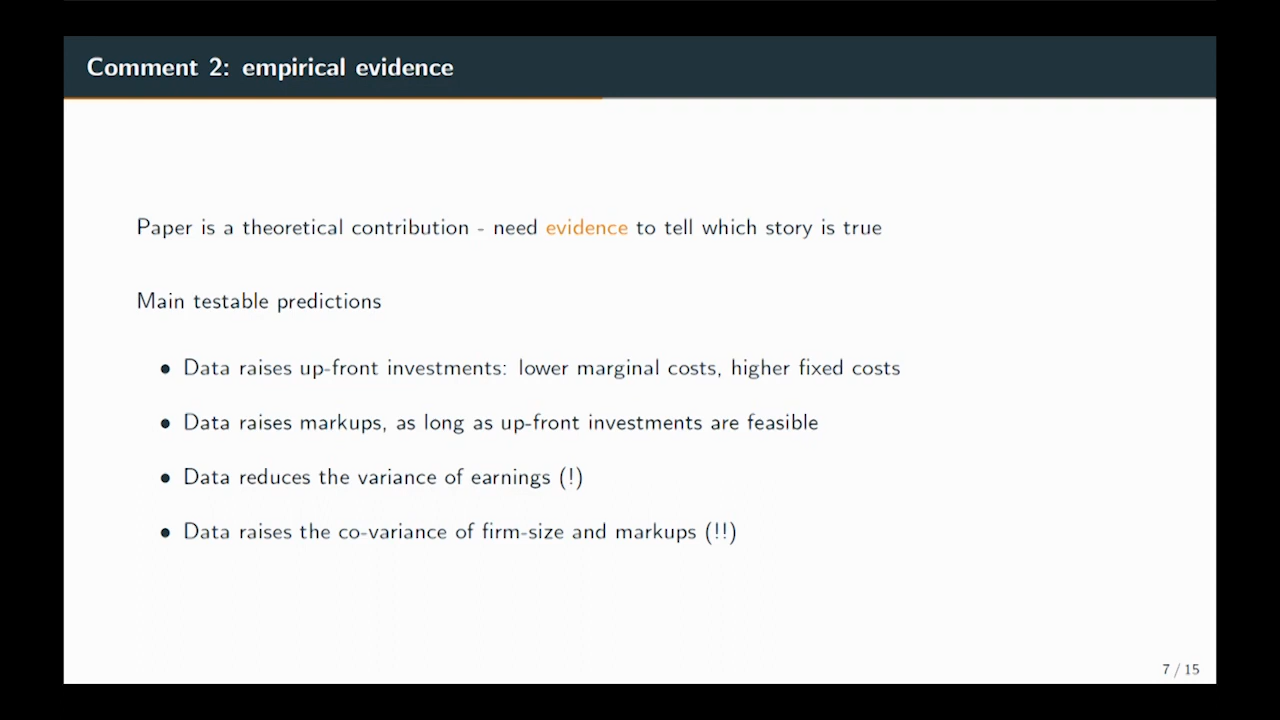 Comment 2: empirical evidence
Paper is a theoretical contribution - need evidence to tell which story is true
Main testable predictions
• Data raises up-front investments: lower marginal costs, higher fixed costs
• Data raises markups, as long as up-front investments are feasible
• Data reduces the variance of earnings (!)
• Data raises the co-variance of firm-size and markups (!!)
7 / 15